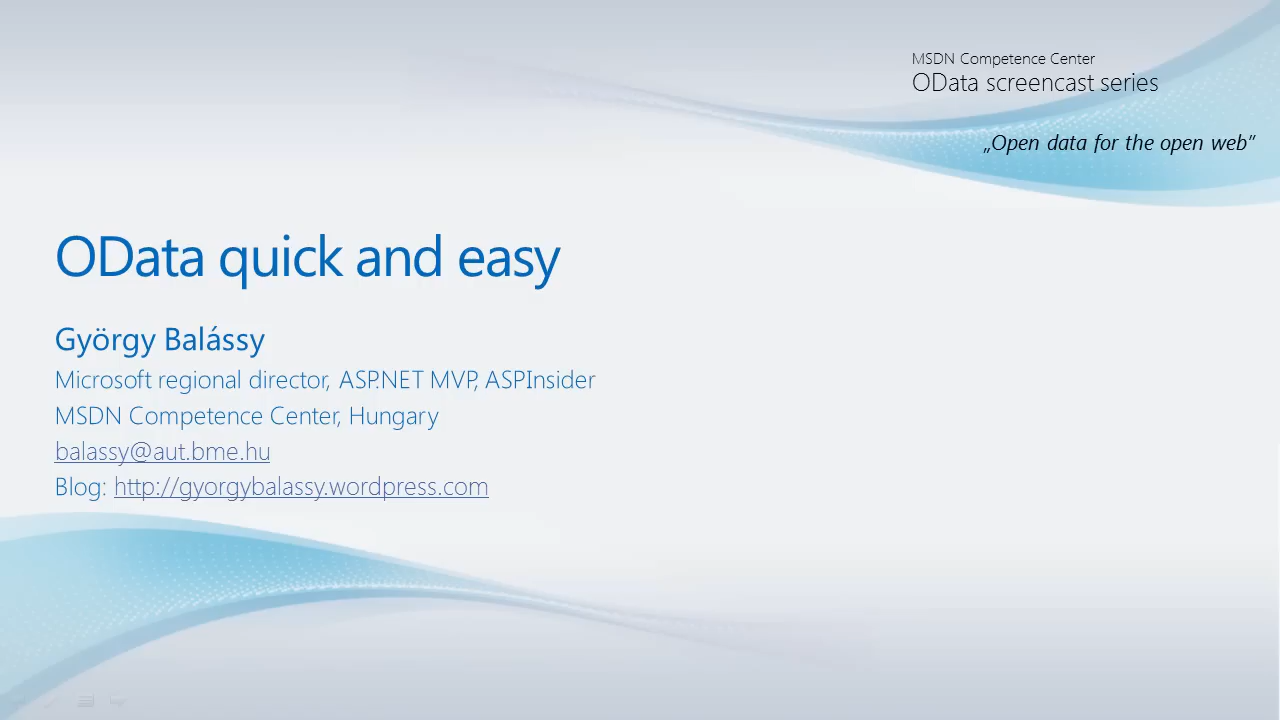 MSDN Competence Center
OData screencast series
„Open data for the open web”
OData quick and easy
György Balássy
Microsoft regional director, ASP.NET MVP, ASPInsider
MSDN Competence Center, Hungary
balassy@aut.bme.hu
Blog: http://gyorgybalassy.wordpress.com